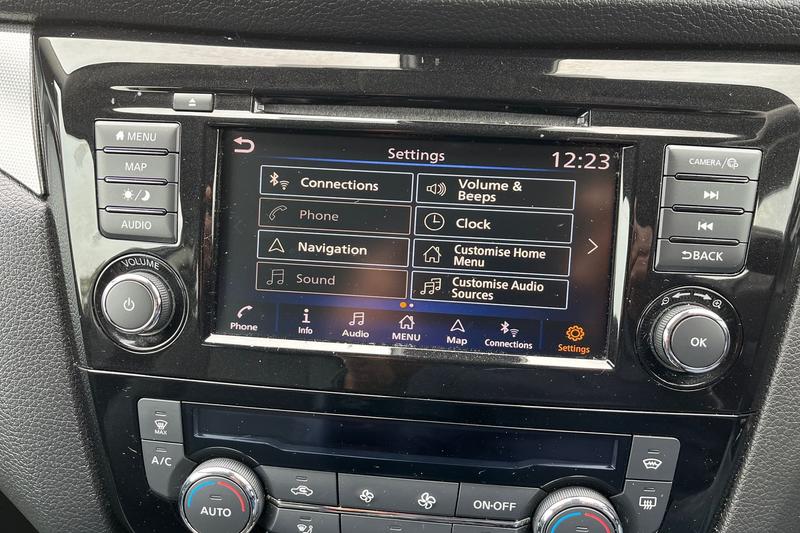 MENU
MAP
AUDIO
VOLUME
Settings
12:23
Connections
Volume &
Beeps
Phone
Clock
Navigation
Customise Home
Menu
Sound
Customise Audio
Sources
Phone
Info
Audio
MENU
Map
Connections
Settings
CAMERA/
BACK
OK
MAX
A/C
AUTO
ON·OFF